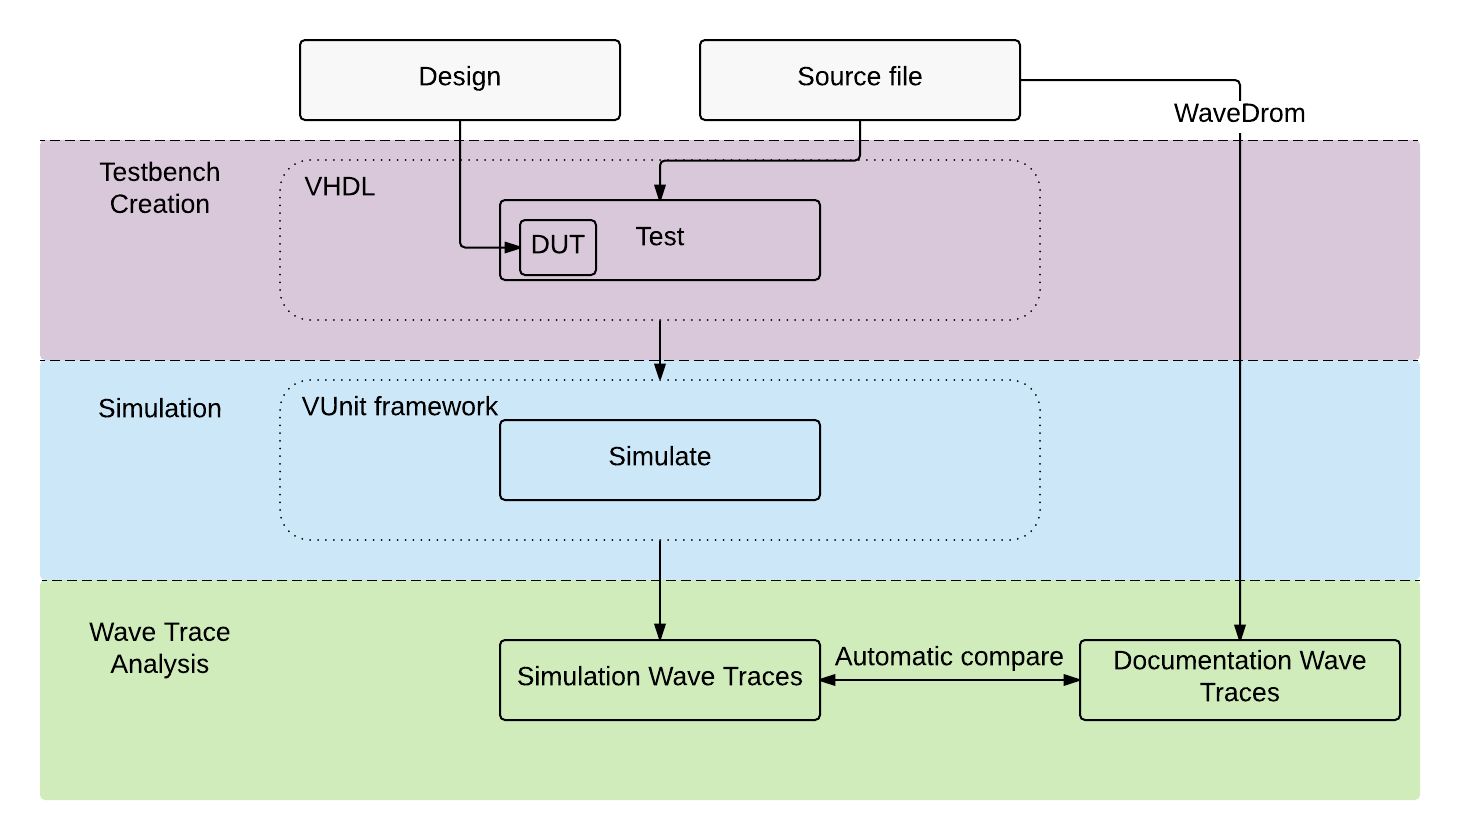 Design
Source file
WaveDrom
Testbench
Creation
VHDL
DUT
Test
Simulation
VUnit framework
Simulate
Wave Trace
Analysis
Simulation Wave Traces
Automatic compare
Documentation Wave
Traces